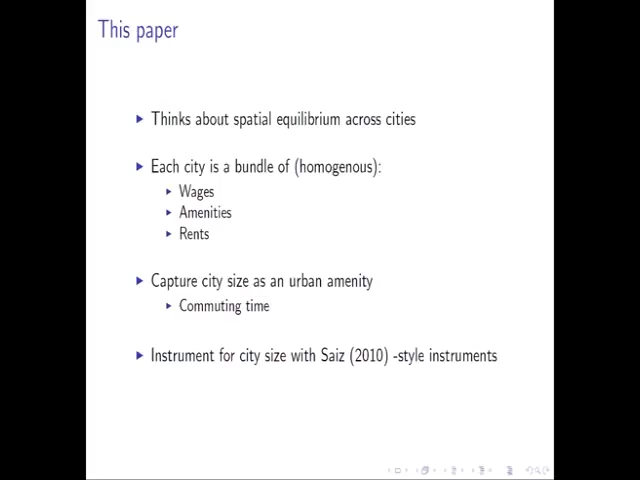 This paper
Thinks about spatial equilibrium across cities
Each city is a bundle of (homogenous):
Wages
Amenities
Rents
Capture city size as an urban amenity
Commuting time
Instrument for city size with Saiz (2010) -style instruments